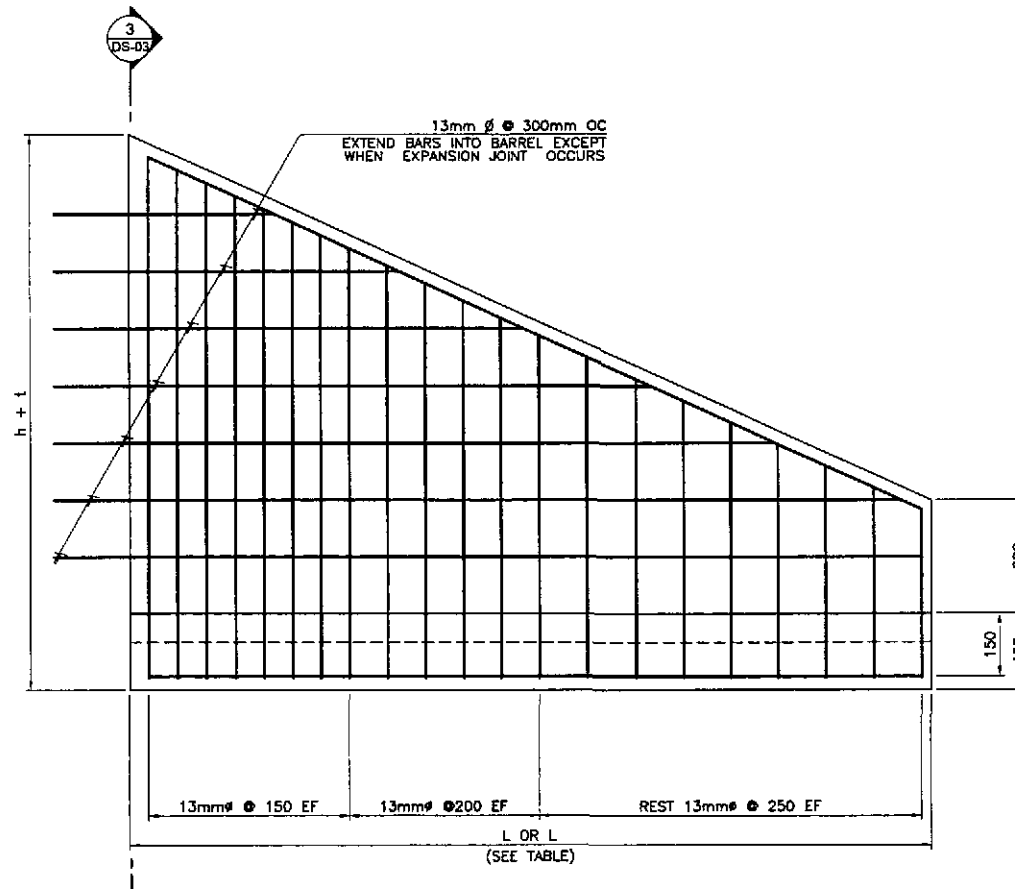 3
DS-03
13mm Ø @ 300mm OC
EXTEND BARS INTO BARREL EXCEPT
WHEN EXPANSION JOINT OCCURS
h + t
150
13mmø @ 150 EF
13mmø @200 EF
REST 13mmø @ 250 EF
L OR L
(SEE TABLE)